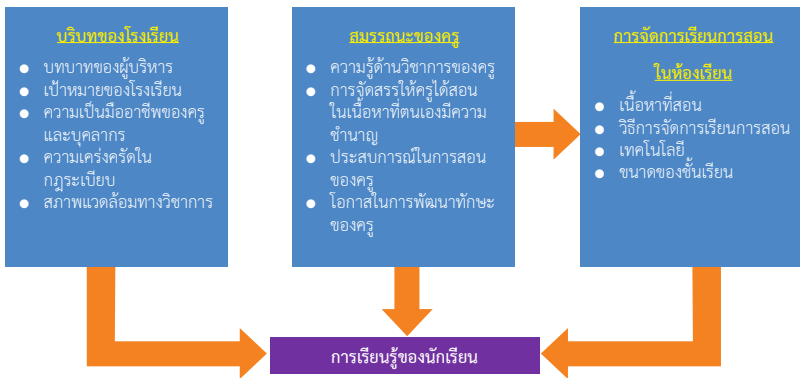 บริบทของโรงเรียน
● บทบาทของผู้บริหาร
● เป้าหมายของโรงเรียน
● ความเป็นมืออาชีพของครู
และบุคลากร
● ความเคร่งครัดใน
กฎระเบียบ
● สภาพแวดล้อมทางวิชาการ
สมรรถนะของครู
● ความรู้ด้านวิชาการของครู
● การจัดสรรให้ครูได้สอน
ในเนื้อหาที่ตนเองมีความ
ชำนาญ
● ประสบการณ์ในการสอน
ของครู
● โอกาสในการพัฒนาทักษะ
ของครู
การจัดการเรียนการสอน
ในห้องเรียน
● เนื้อหาที่สอน
● วิธีการจัดการเรียนการสอน
● เทคโนโลยี
● ขนาดของชั้นเรียน
การเรียนรู้ของนักเรียน